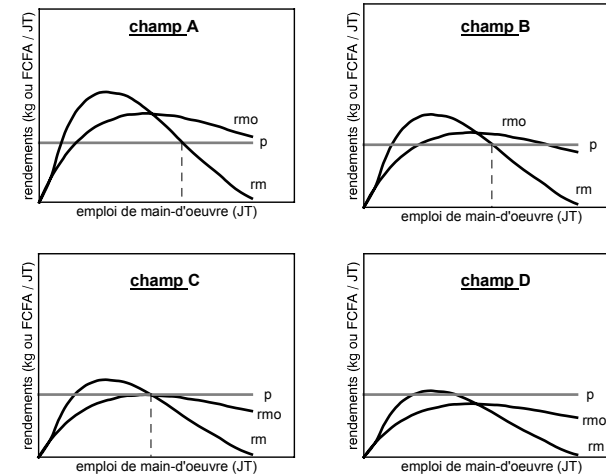 champ A
rendements (kg ou FCFA / JT)
rmo
p
rm
emploi de main-d'oeuvre (JT)
champ B
rendements (kg ou FCFA / JT)
rmo
p
rm
emploi de main-d'oeuvre (JT)
champ C
rendements (kg ou FCFA / JT)
p
rmo
rm
emploi de main-d'oeuvre (JT)
champ D
rendements (kg ou FCFA / JT)
p
rmo
rm
emploi de main-d'oeuvre (JT)